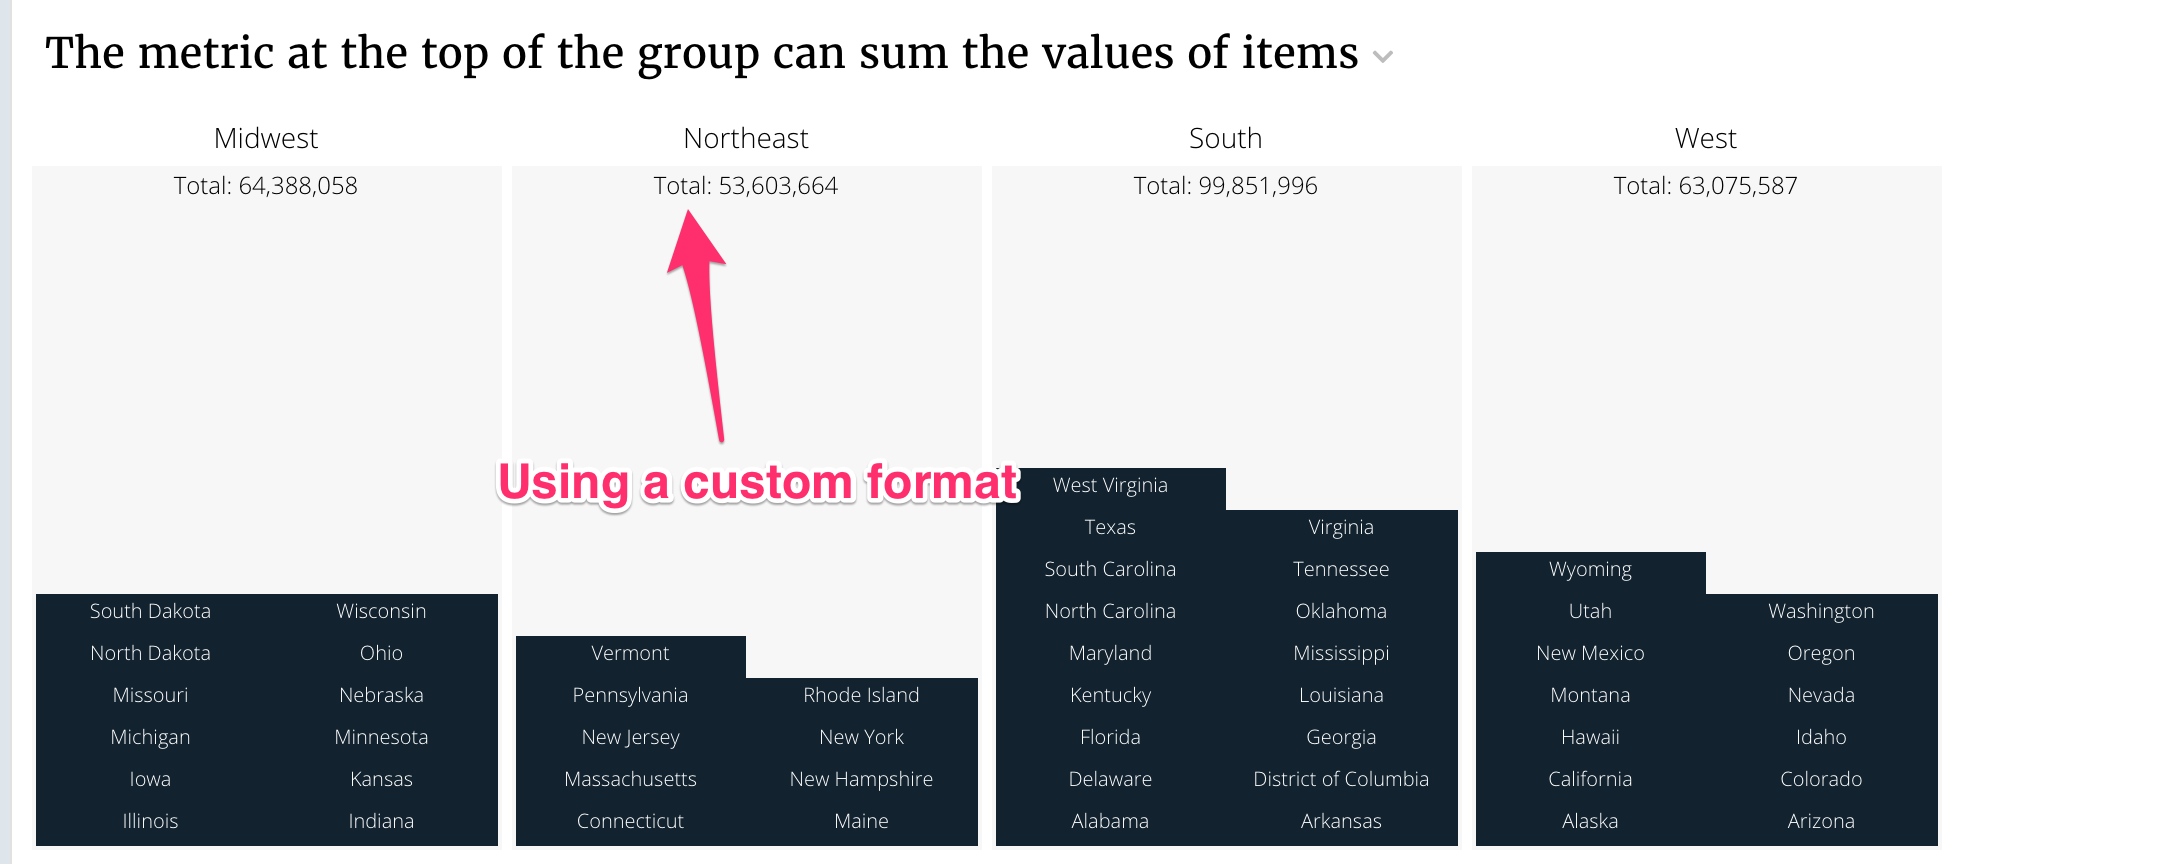 The metric at the top of the group can sum the values of items
Midwest
Northeast
South
West
Total: 64,388,058
Total: 53,603,664
Total: 99,851,996
Total: 63,075,587
Using a custom format
South Dakota
Wisconsin
North Dakota
Ohio
Missouri
Nebraska
Michigan
Minnesota
Iowa
Kansas
Illinois
Indiana
Vermont
Pennsylvania
Rhode Island
New Jersey
New York
Massachusetts
New Hampshire
Connecticut
Maine
West Virginia
Texas
Virginia
South Carolina
Tennessee
North Carolina
Oklahoma
Maryland
Mississippi
Kentucky
Louisiana
Florida
Georgia
Delaware
District of Columbia
Alabama
Arkansas
Wyoming
Utah
Washington
New Mexico
Oregon
Montana
Nevada
Hawaii
Idaho
California
Colorado
Alaska
Arizona